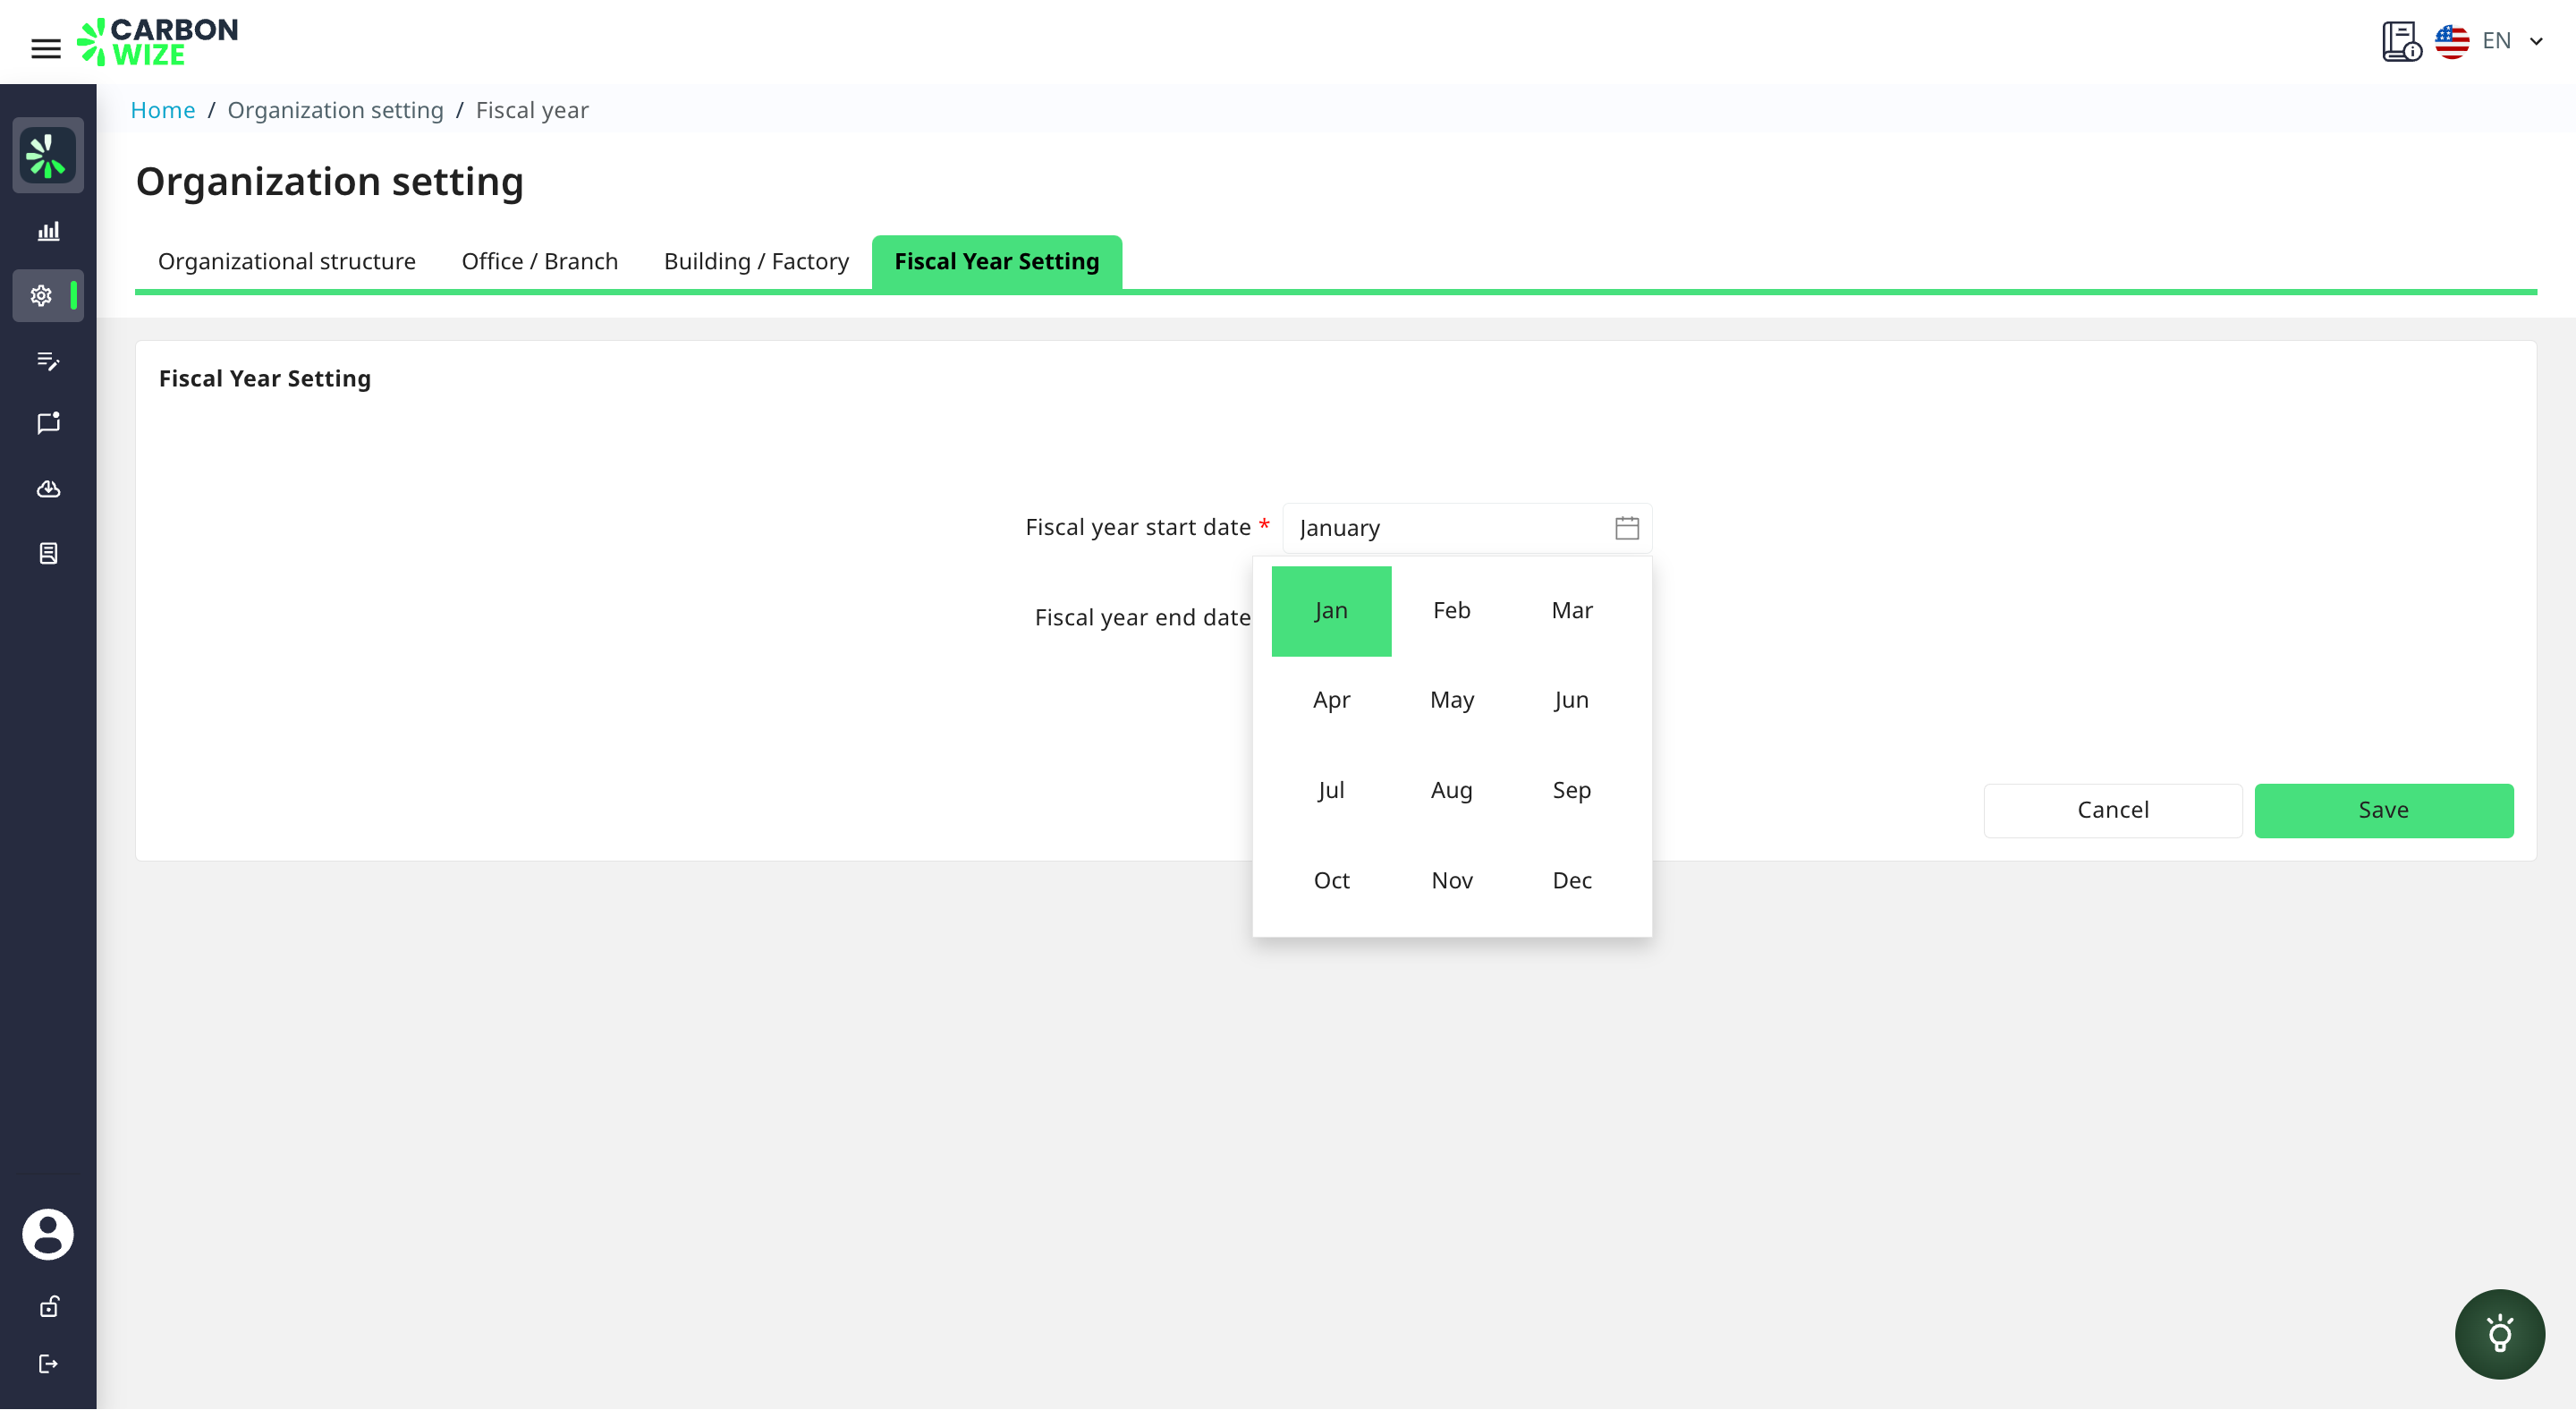 CARBON
WIZE
EN
Home / Organization setting / Fiscal year
Organization setting
Organizational structure
Office / Branch
Building / Factory
Fiscal Year Setting
Fiscal Year Setting
Fiscal year start date *
January
Fiscal year end date
Jan Feb Mar
Apr May Jun
Jul Aug Sep
Oct Nov Dec
Cancel
Save